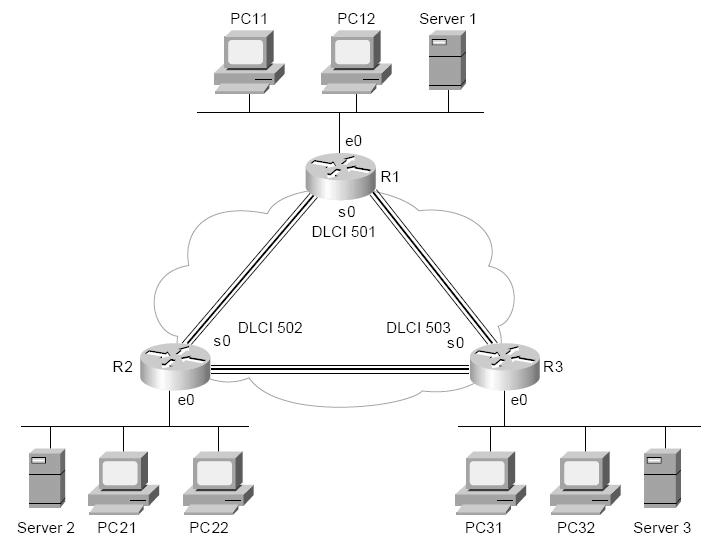 PC11 PC12 Server 1
e0
R1
s0
DLCI 501
DLCI 502 DLCI 503
s0 s0
R2 R3
e0 e0
Server 2 PC21 PC22 PC31 PC32 Server 3